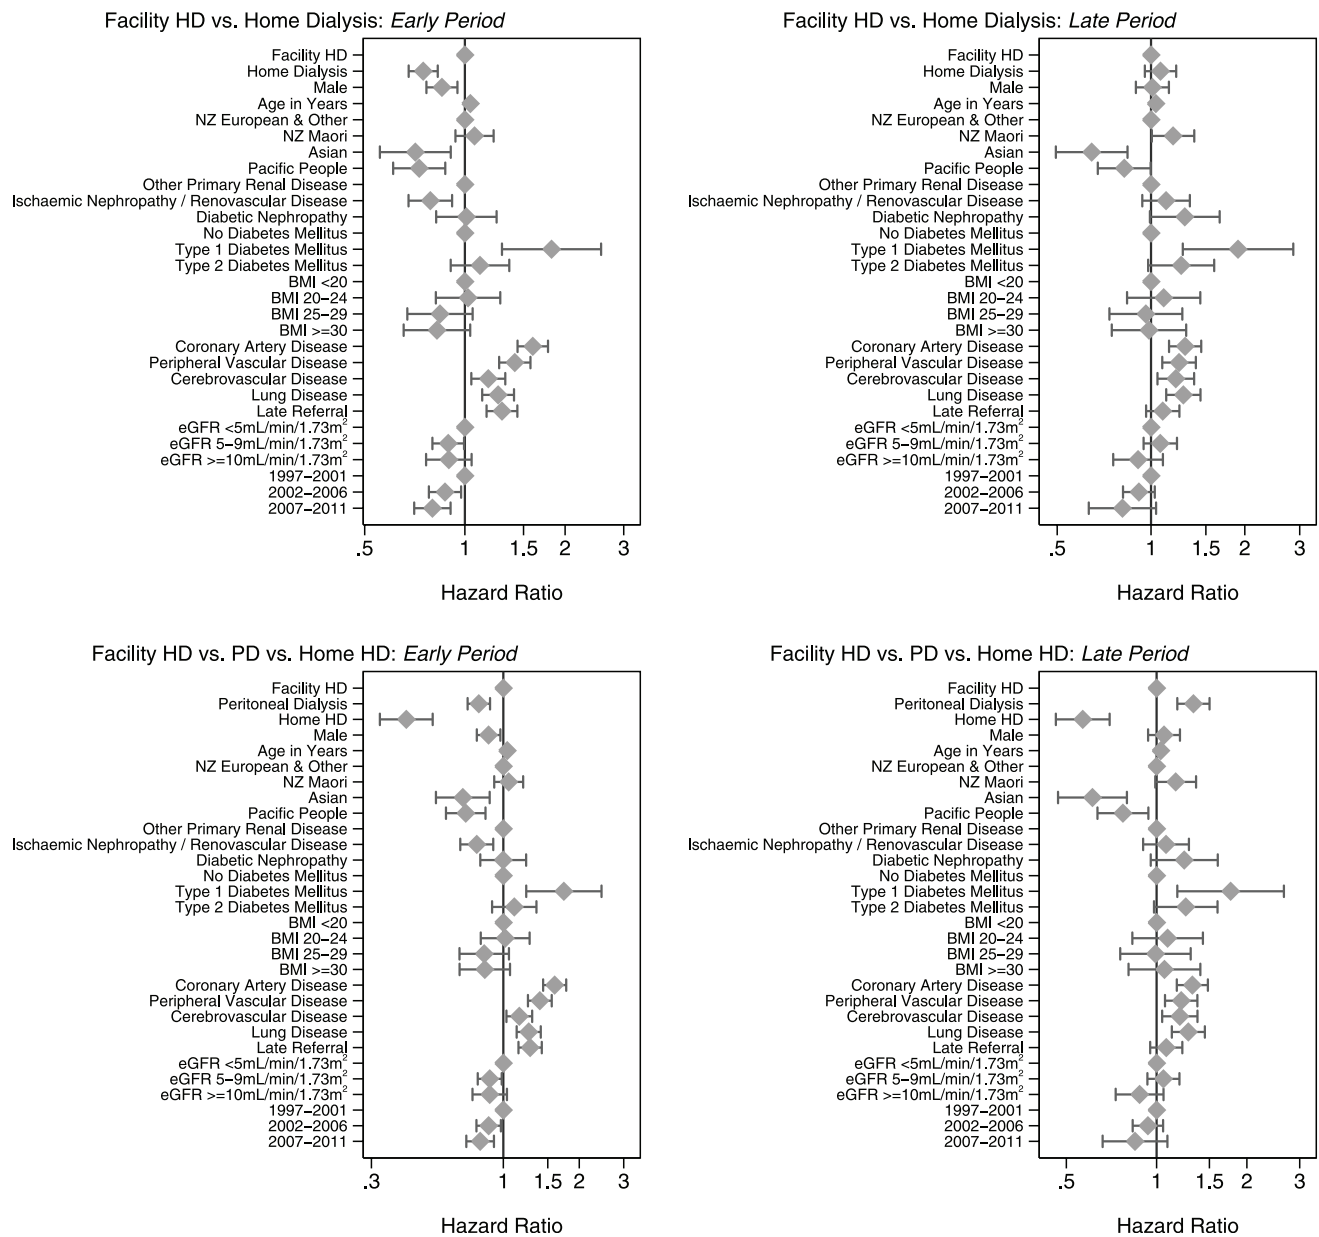 Facility HD vs. Home Dialysis: Early Period
Facility HD
Home Dialysis
Male
Age in Years
NZ European & Other
NZ Maori
Asian
Pacific People
Other Primary Renal Disease
Ischaemic Nephropathy / Renovascular Disease
Diabetic Nephropathy
No Diabetes Mellitus
Type 1 Diabetes Mellitus
Type 2 Diabetes Mellitus
BMI <20
BMI 20–24
BMI 25–29
BMI >=30
Coronary Artery Disease
Peripheral Vascular Disease
Cerebrovascular Disease
Lung Disease
Late Referral
eGFR <5mL/min/1.73m²
eGFR 5–9mL/min/1.73m²
eGFR >=10mL/min/1.73m²
1997–2001
2002–2006
2007–2011
.5 1 1.5 2 3
Hazard Ratio
Facility HD vs. Home Dialysis: Late Period
Facility HD
Home Dialysis
Male
Age in Years
NZ European & Other
NZ Maori
Asian
Pacific People
Other Primary Renal Disease
Ischaemic Nephropathy / Renovascular Disease
Diabetic Nephropathy
No Diabetes Mellitus
Type 1 Diabetes Mellitus
Type 2 Diabetes Mellitus
BMI <20
BMI 20–24
BMI 25–29
BMI >=30
Coronary Artery Disease
Peripheral Vascular Disease
Cerebrovascular Disease
Lung Disease
Late Referral
eGFR <5mL/min/1.73m²
eGFR 5–9mL/min/1.73m²
eGFR >=10mL/min/1.73m²
1997–2001
2002–2006
2007–2011
.5 1 1.5 2 3
Hazard Ratio
Facility HD vs. PD vs. Home HD: Early Period
Facility HD
Peritoneal Dialysis
Home HD
Male
Age in Years
NZ European & Other
NZ Maori
Asian
Pacific People
Other Primary Renal Disease
Ischaemic Nephropathy / Renovascular Disease
Diabetic Nephropathy
No Diabetes Mellitus
Type 1 Diabetes Mellitus
Type 2 Diabetes Mellitus
BMI <20
BMI 20–24
BMI 25–29
BMI >=30
Coronary Artery Disease
Peripheral Vascular Disease
Cerebrovascular Disease
Lung Disease
Late Referral
eGFR <5mL/min/1.73m²
eGFR 5–9mL/min/1.73m²
eGFR >=10mL/min/1.73m²
1997–2001
2002–2006
2007–2011
.3 1 1.5 2 3
Hazard Ratio
Facility HD vs. PD vs. Home HD: Late Period
Facility HD
Peritoneal Dialysis
Home HD
Male
Age in Years
NZ European & Other
NZ Maori
Asian
Pacific People
Other Primary Renal Disease
Ischaemic Nephropathy / Renovascular Disease
Diabetic Nephropathy
No Diabetes Mellitus
Type 1 Diabetes Mellitus
Type 2 Diabetes Mellitus
BMI <20
BMI 20–24
BMI 25–29
BMI >=30
Coronary Artery Disease
Peripheral Vascular Disease
Cerebrovascular Disease
Lung Disease
Late Referral
eGFR <5mL/min/1.73m²
eGFR 5–9mL/min/1.73m²
eGFR >=10mL/min/1.73m²
1997–2001
2002–2006
2007–2011
.5 1 1.5 2 3
Hazard Ratio